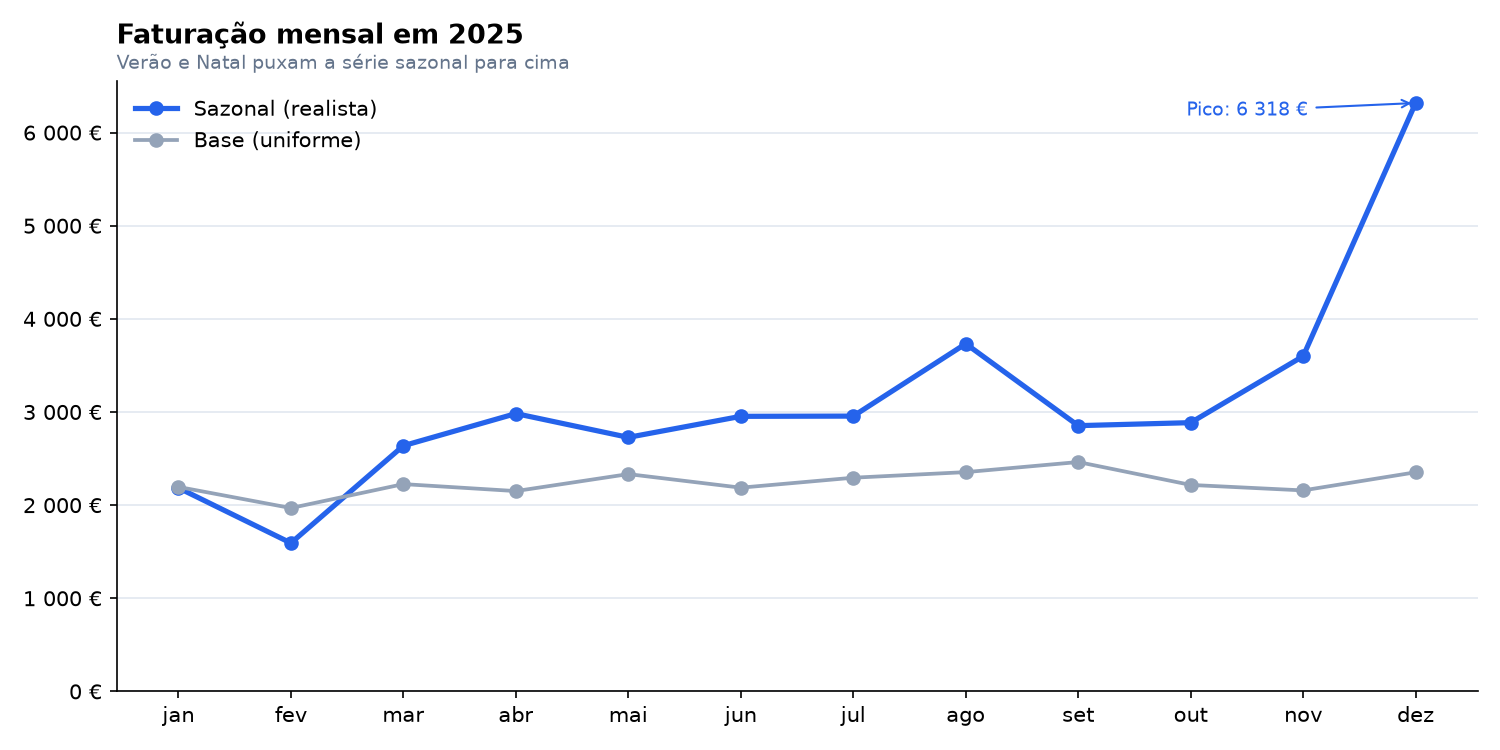 Faturação mensal em 2025
Verão e Natal puxam a série sazonal para cima
Sazonal (realista)
Base (uniforme)
Pico: 6 318 €
6 000 €
5 000 €
4 000 €
3 000 €
2 000 €
1 000 €
0 €
jan fev mar abr mai jun jul ago set out nov dez